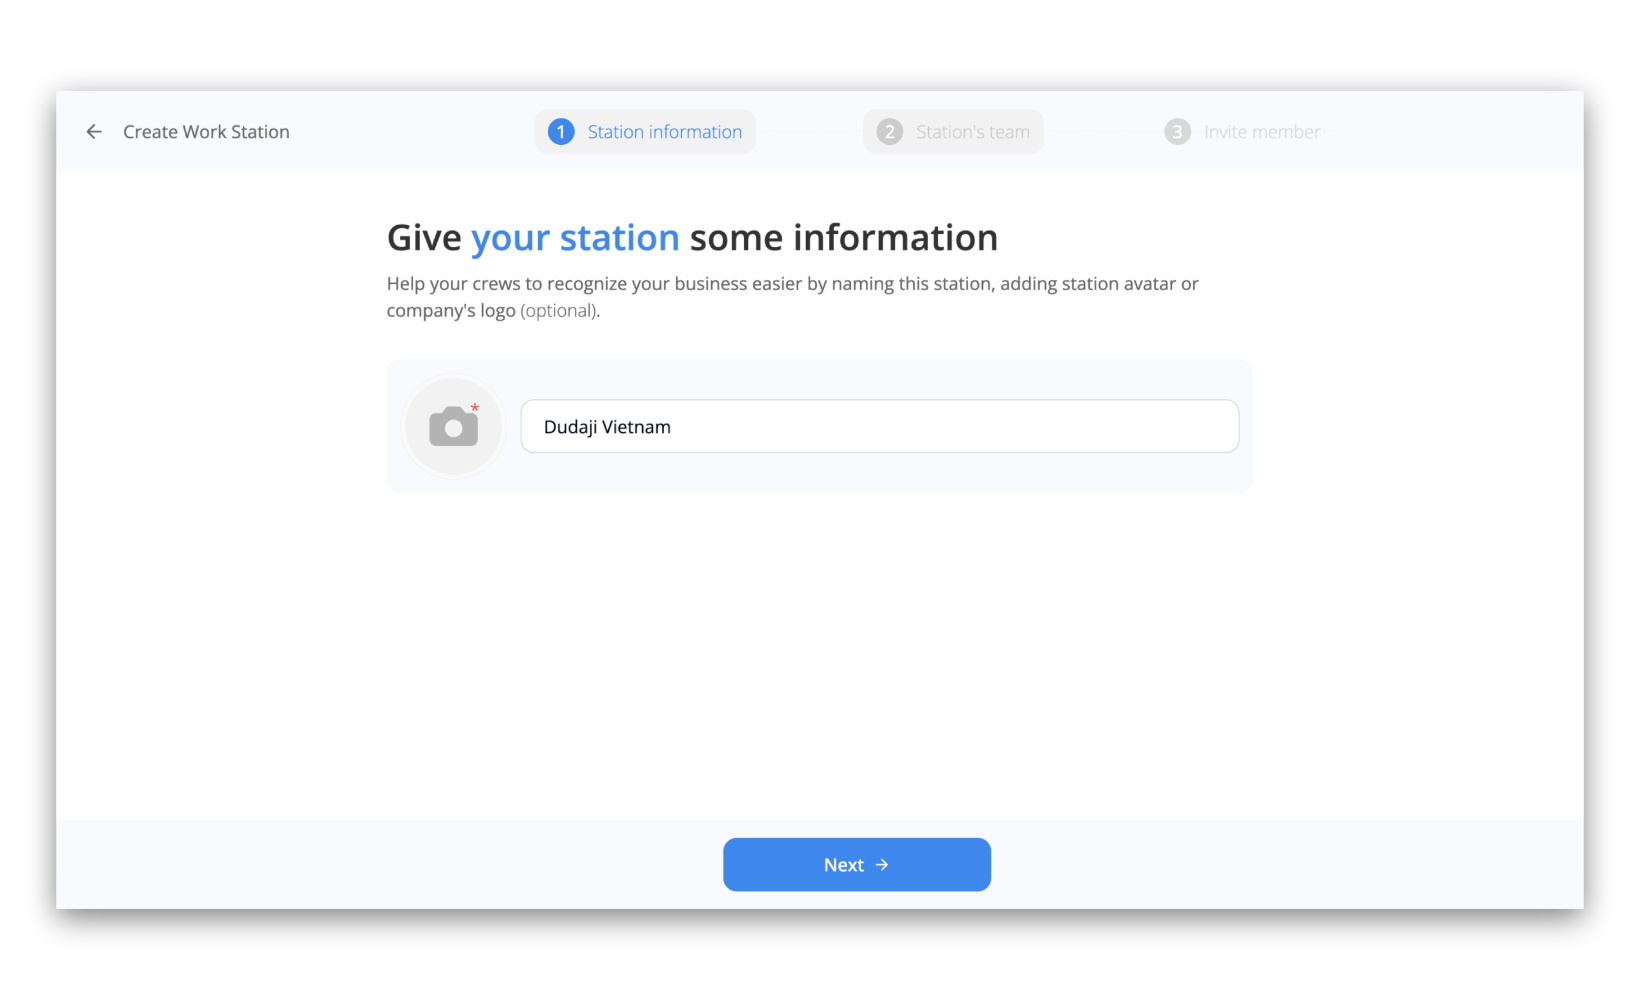 Create Work Station
1 Station information
2 Station's team
3 Invite member
Give your station some information
Help your crews to recognize your business easier by naming this station, adding station avatar or
company's logo (optional).
*
Dudaji Vietnam
Next →